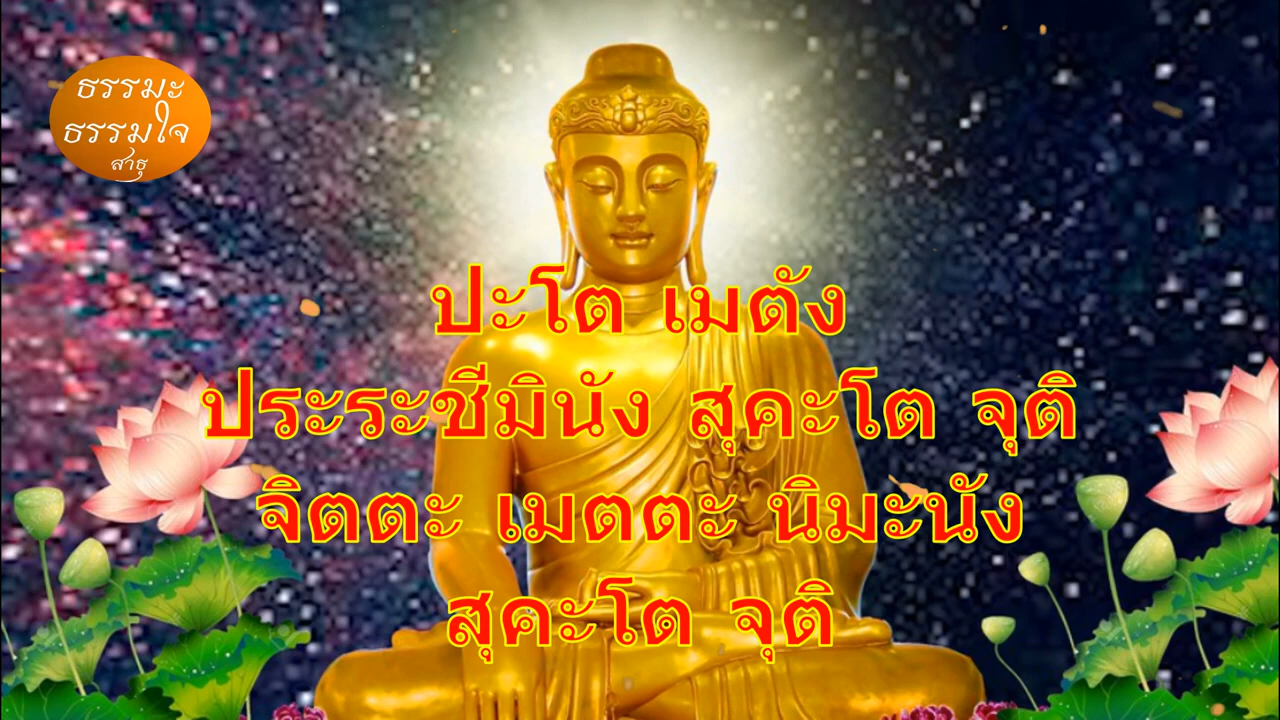 ธรรมะ
ธรรมใจ
สาธุ
ปะโต เมตัง
ประระชีมินัง สุคะโต จุติ
จิตตะ เมตตะ นิมะนัง
สุคะโต จุติ